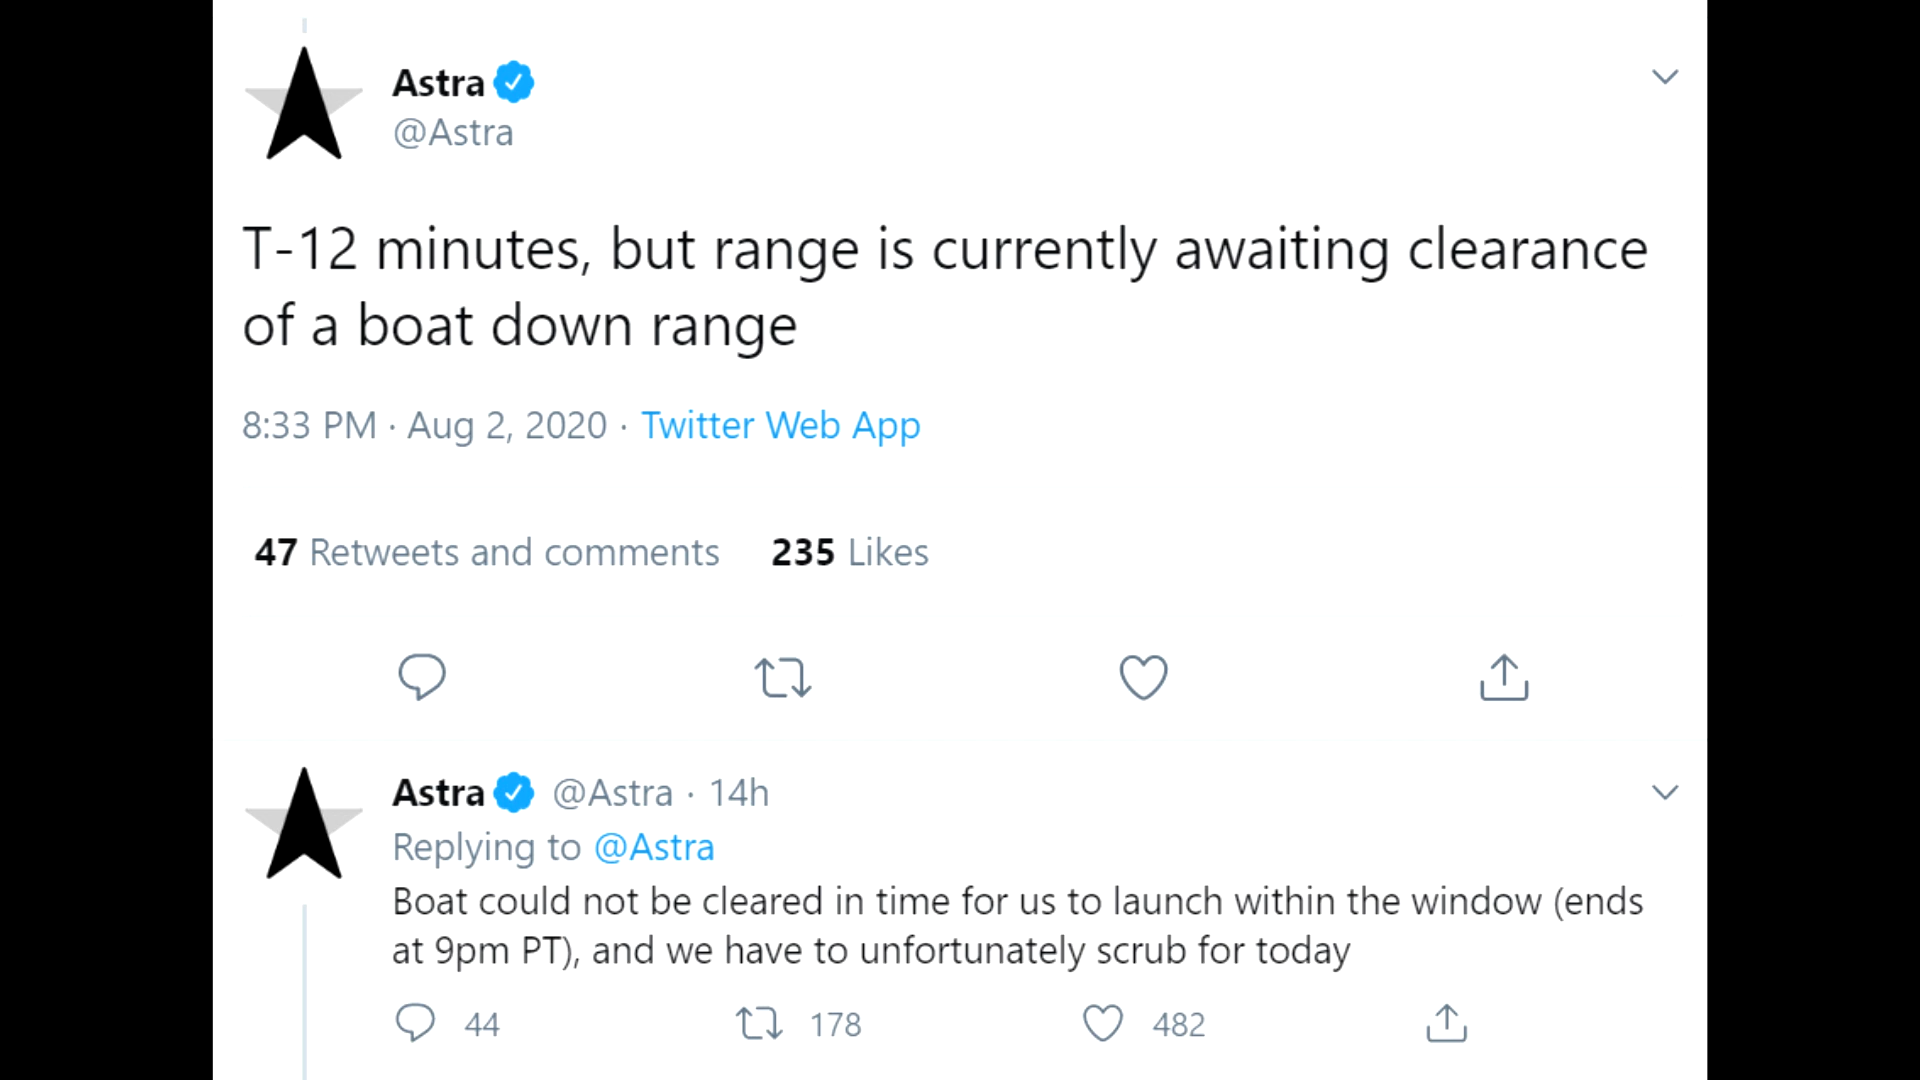 Astra
@Astra
T-12 minutes, but range is currently awaiting clearance
of a boat down range
8:33 PM · Aug 2, 2020 · Twitter Web App
47 Retweets and comments 235 Likes
Astra @Astra · 14h
Replying to @Astra
Boat could not be cleared in time for us to launch within the window (ends
at 9pm PT), and we have to unfortunately scrub for today
44 178 482